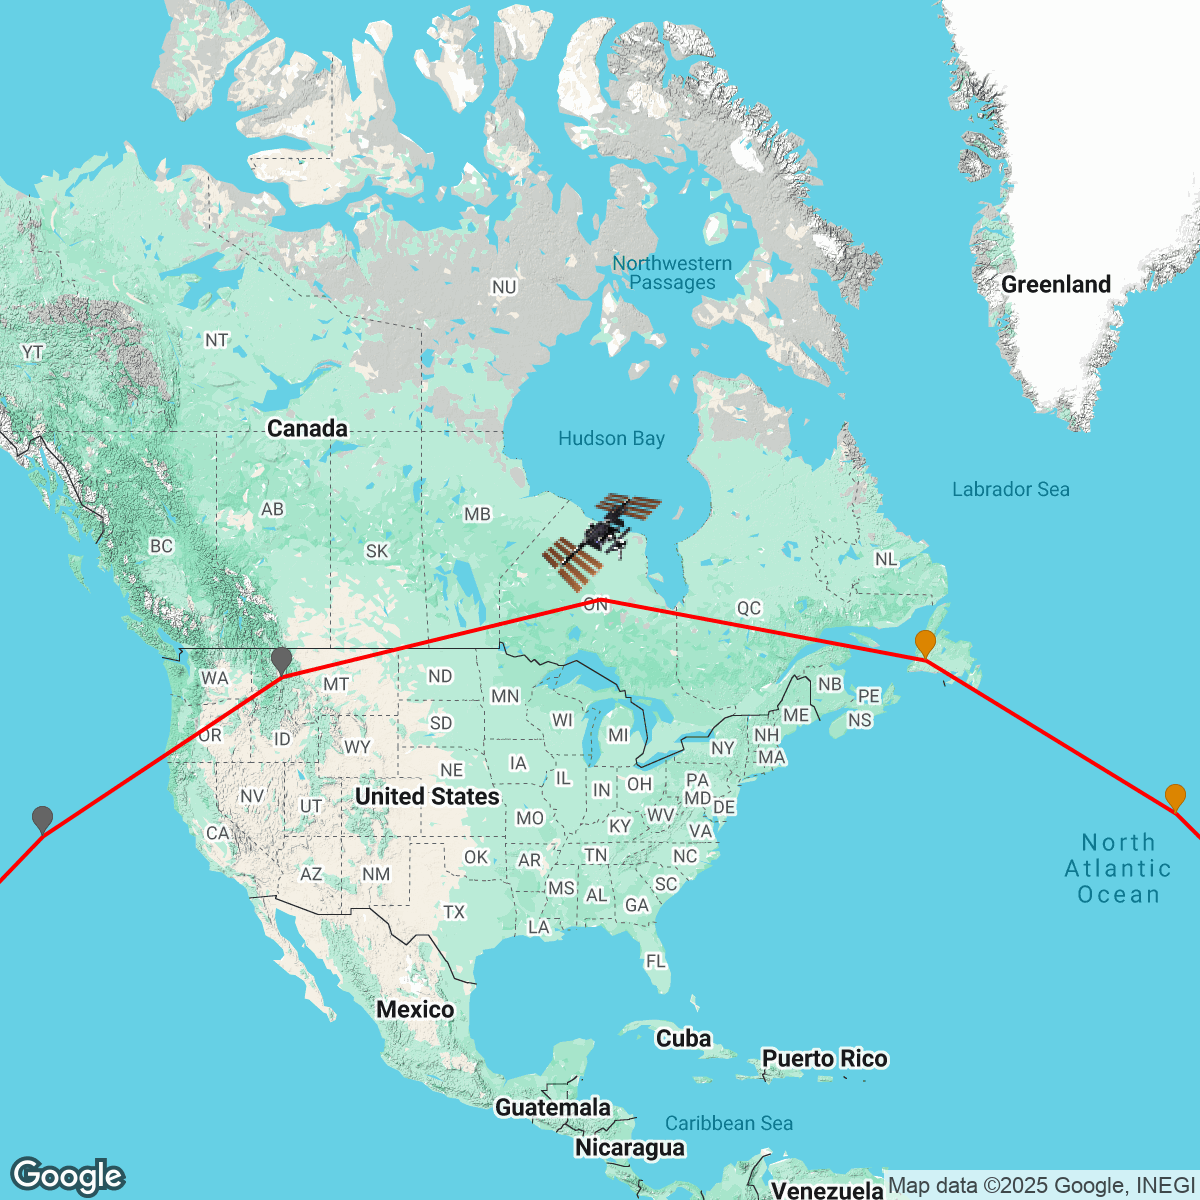 Greenland
Northwestern
Passages
NU
NT
YT
Canada
Hudson Bay
Labrador Sea
AB
MB
BC
SK
NL
ON
QC
WA
MT
ND
NB
MN
PE
SD
WI
ME
NS
OR
ID
MI
NH
WY
NY
MA
IA
NE
IL
OH
PA
IN
NV
UT
United States
MD
DE
MO
WV
KY
VA
CA
North
Atlantic
Ocean
OK
AR
TN
NC
AZ
NM
MS
AL
SC
GA
TX
LA
FL
Mexico
Cuba
Puerto Rico
Guatemala
Caribbean Sea
Nicaragua
Venezuela
Google
Map data ©2025 Google, INEGI